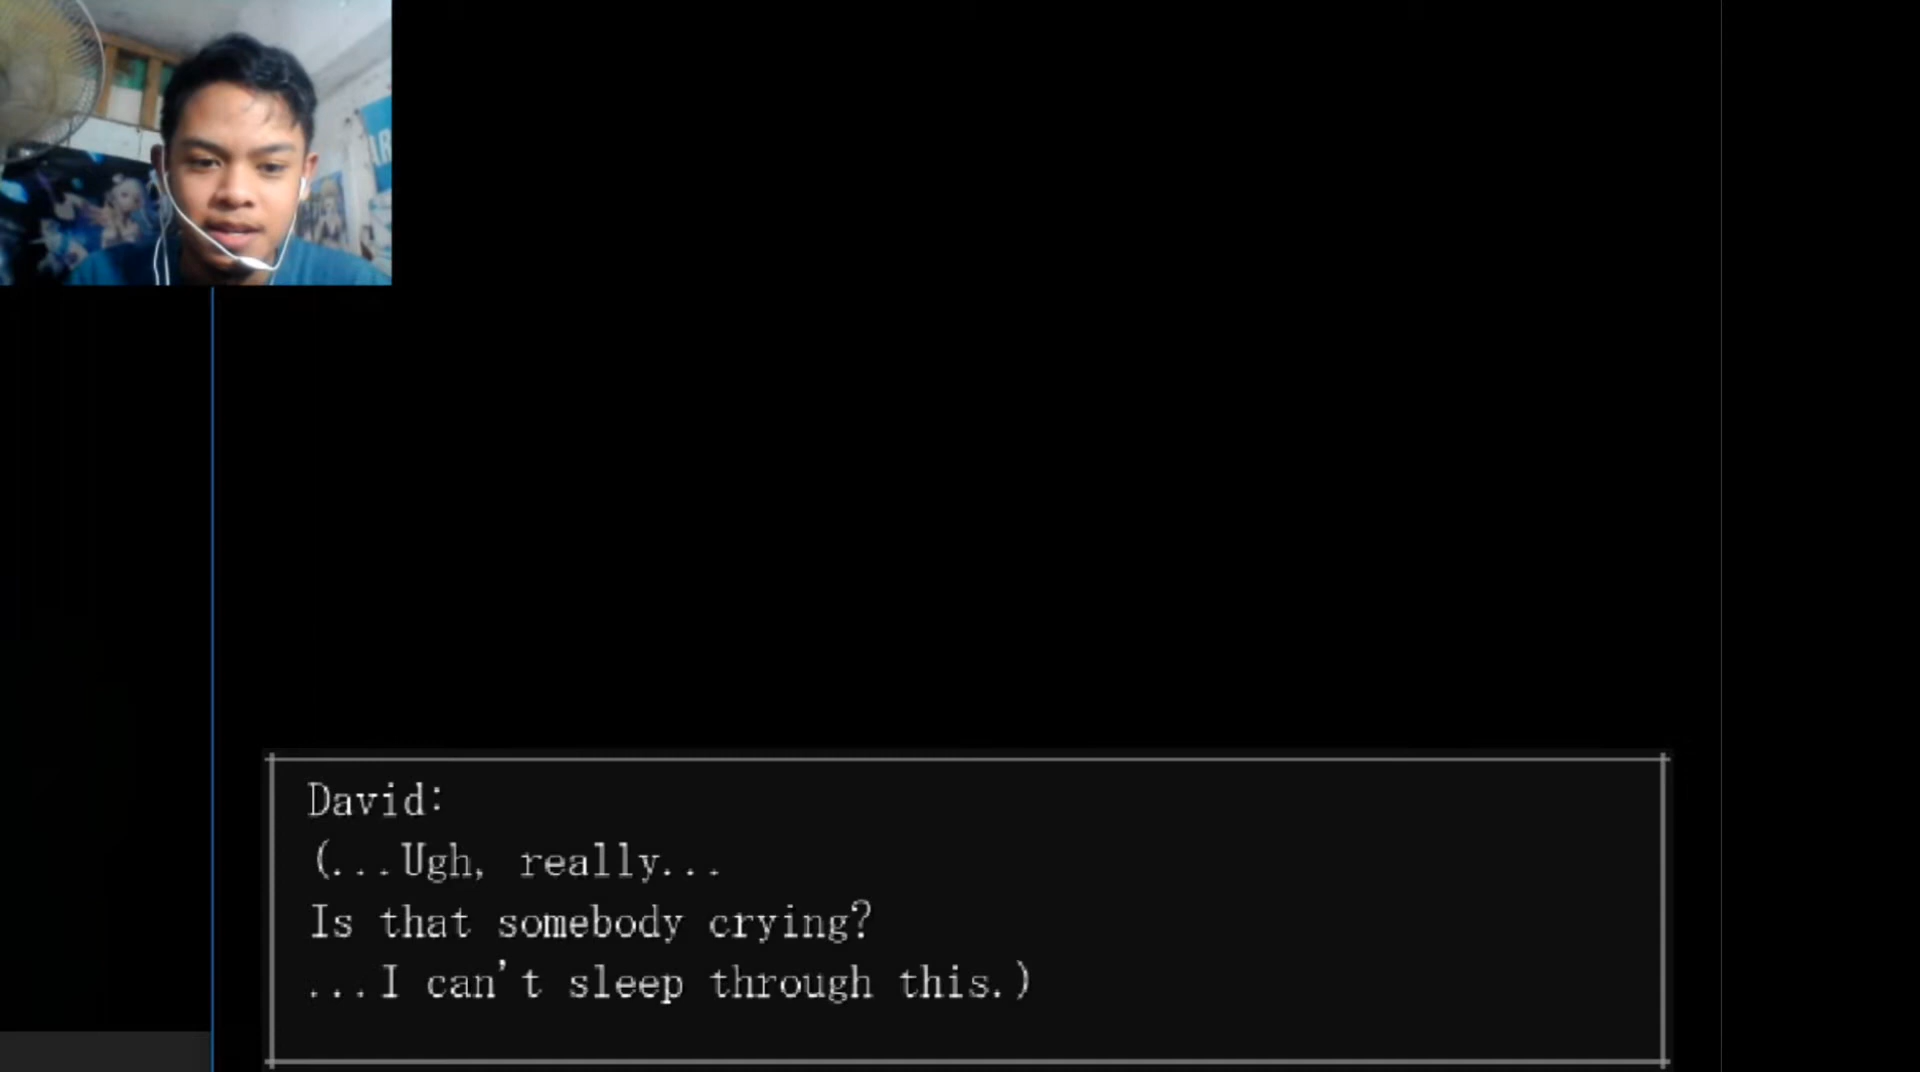 David:
(...Ugh, really...
Is that somebody crying?
...I can't sleep through this.)